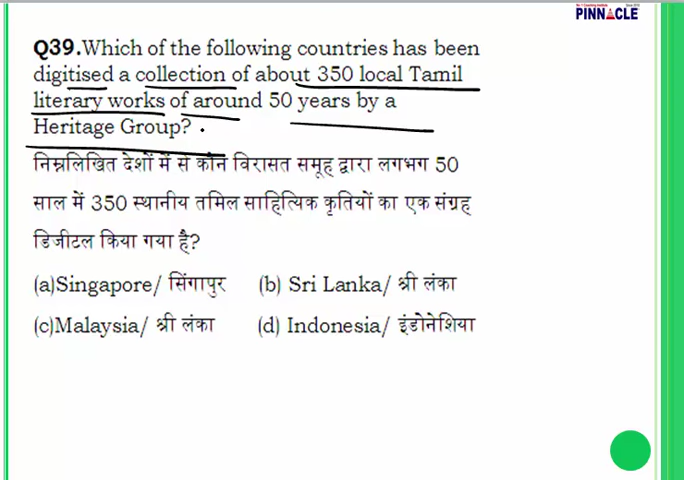 PINNACLE
Q39.Which of the following countries has been
digitised a collection of about 350 local Tamil
literary works of around 50 years by a
Heritage Group?
निम्नलिखित देशों में से कौन विरासत समूह द्वारा लगभग 50
साल में 350 स्थानीय तमिल साहित्यिक कृतियों का एक संग्रह
डिजीटल किया गया है?
(a)Singapore/ सिंगापुर (b) Sri Lanka/ श्री लंका
(c)Malaysia/ श्री लंका (d) Indonesia/ इंडोनेशिया